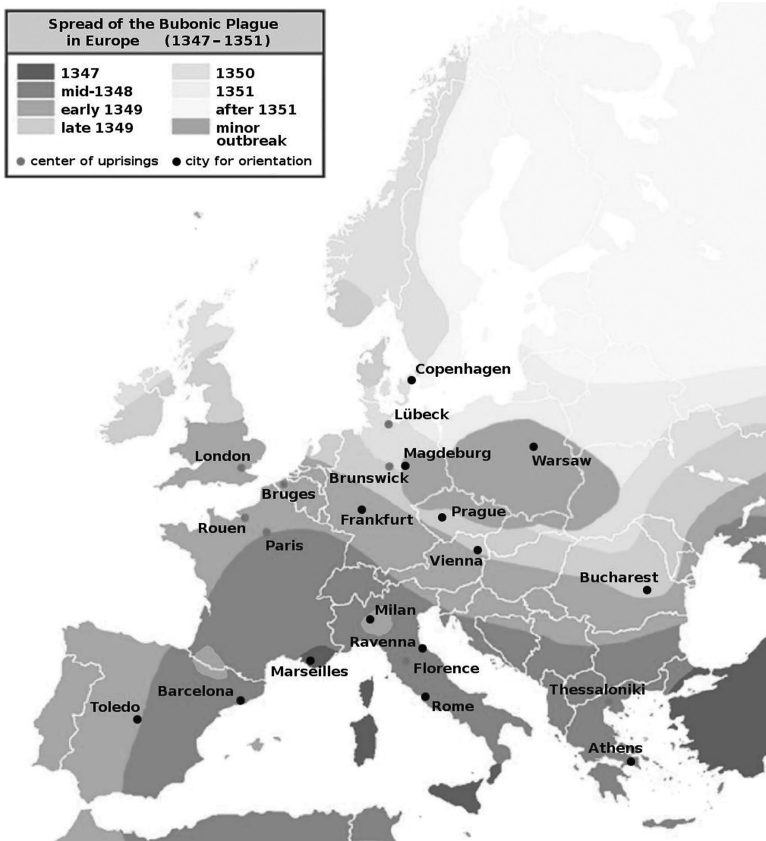 Spread of the Bubonic Plague
in Europe (1347–1351)
1347
mid-1348
early 1349
late 1349
1350
1351
after 1351
minor
outbreak
center of uprisings
city for orientation
Copenhagen
Lübeck
London
Magdeburg
Warsaw
Brunswick
Bruges
Prague
Frankfurt
Rouen
Paris
Vienna
Bucharest
Milan
Ravenna
Florence
Marseilles
Barcelona
Thessaloniki
Toledo
Rome
Athens